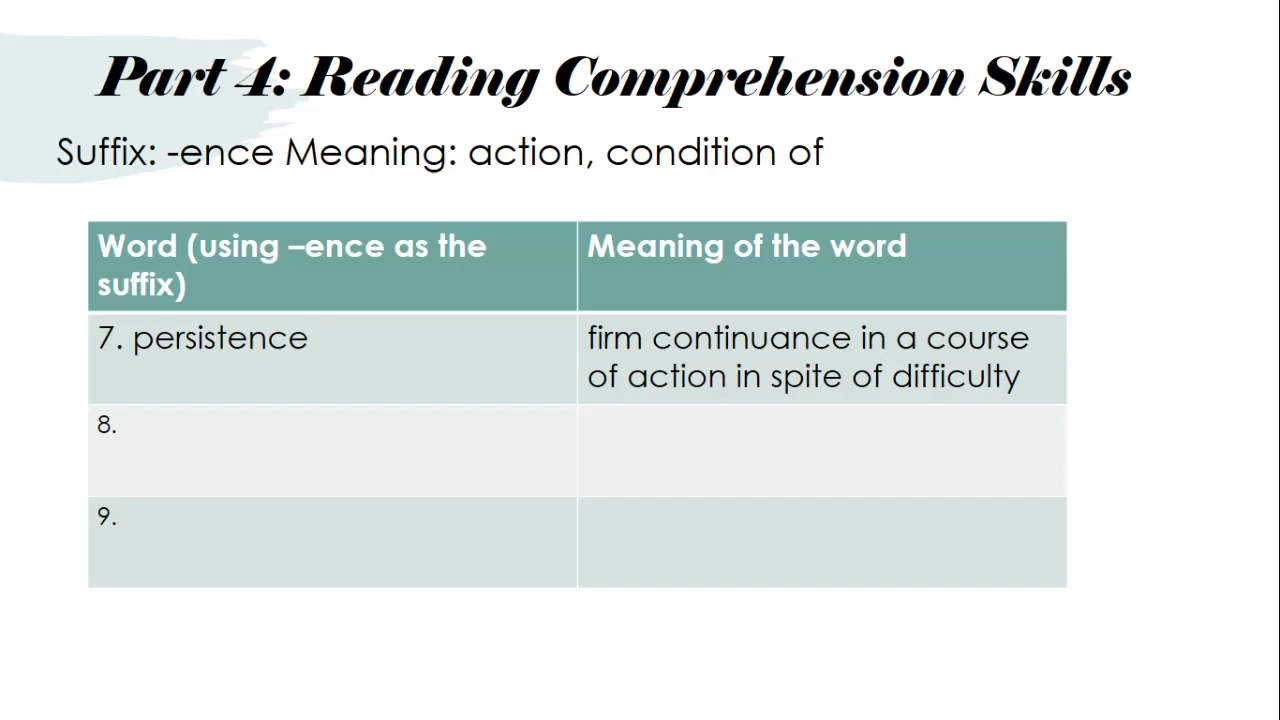 Part 4: Reading Comprehension Skills
Suffix: -ence Meaning: action, condition of
Word (using –ence as the
suffix)
Meaning of the word
7. persistence
firm continuance in a course
of action in spite of difficulty
8.
9.